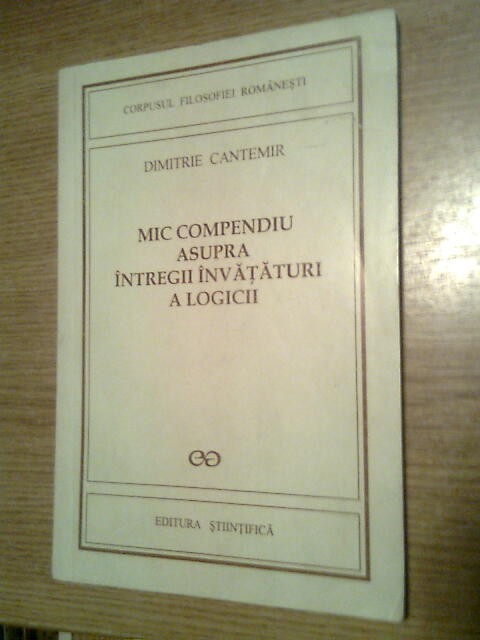 CORPUSUL FILOSOFIEI ROMÂNEȘTI
DIMITRIE CANTEMIR
MIC COMPENDIU
ASUPRA
ÎNTREGII ÎNVĂȚĂTURI
A LOGICII
EDITURA ȘTIINȚIFICĂ